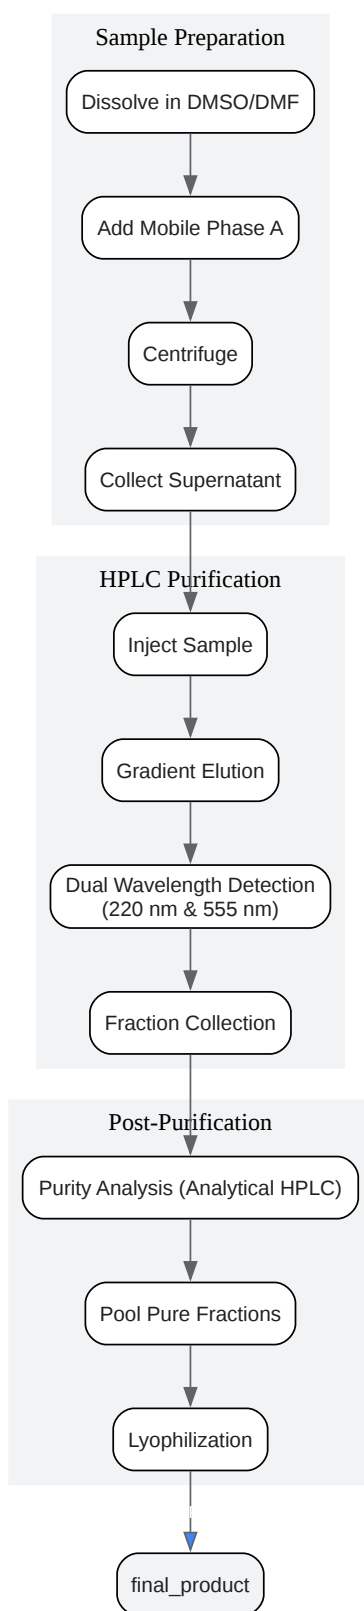 Sample Preparation
Dissolve in DMSO/DMF
Add Mobile Phase A
Centrifuge
Collect Supernatant
HPLC Purification
Inject Sample
Gradient Elution
Dual Wavelength Detection
(220 nm & 555 nm)
Fraction Collection
Post-Purification
Purity Analysis (Analytical HPLC)
Pool Pure Fractions
Lyophilization
final_product